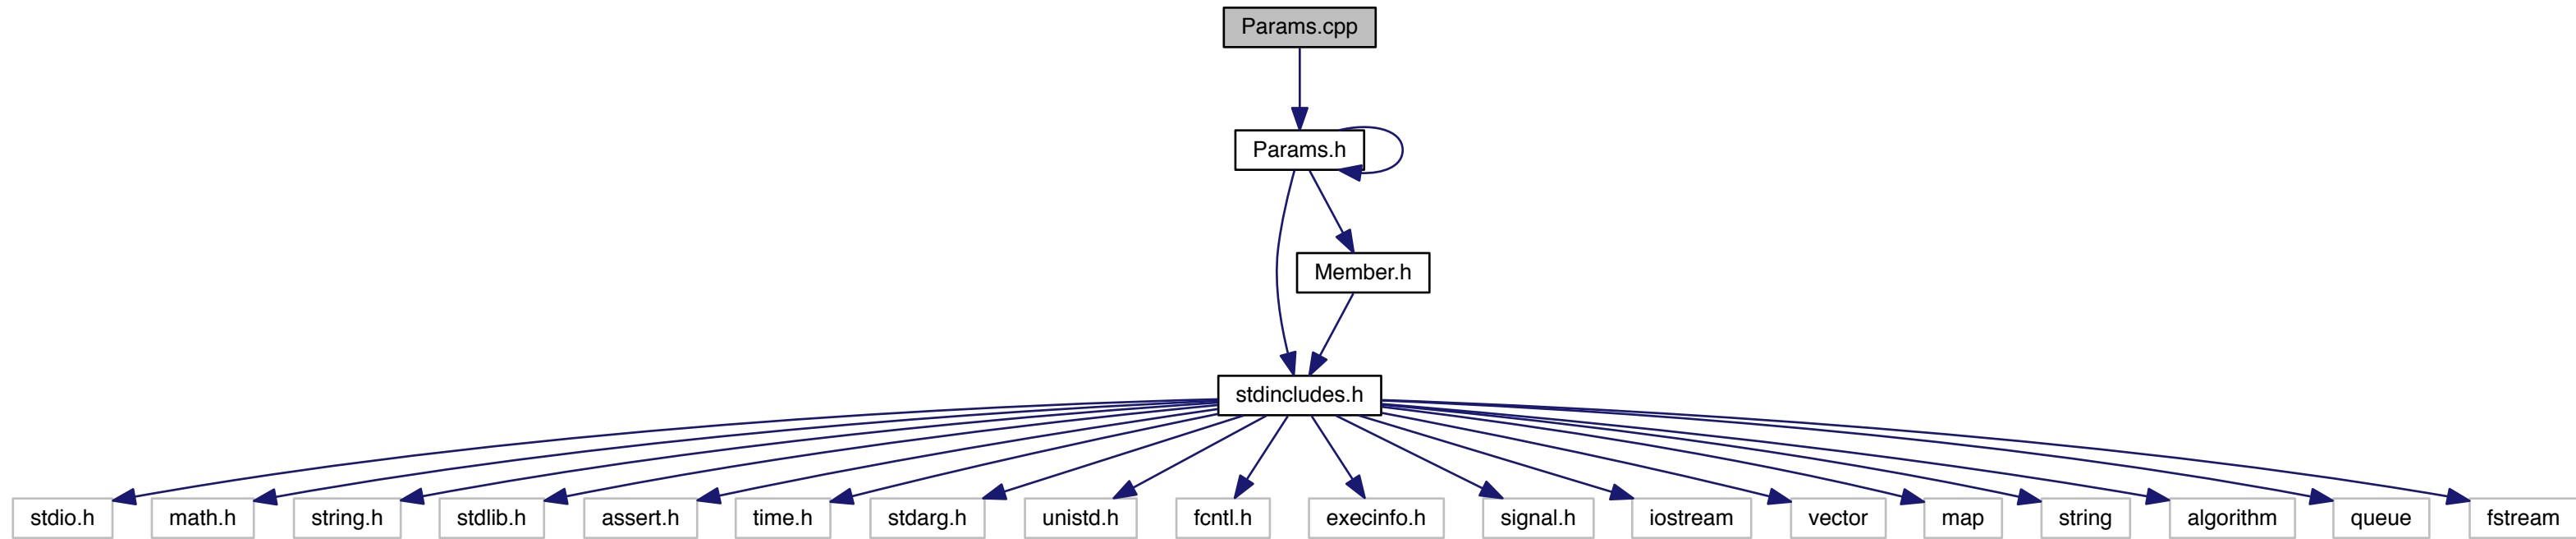 Params.cpp
Params.h
Member.h
stdincludes.h
stdio.h
math.h
string.h
stdlib.h
assert.h
time.h
stdarg.h
unistd.h
fcntl.h
execinfo.h
signal.h
iostream
vector
map
string
algorithm
queue
fstream